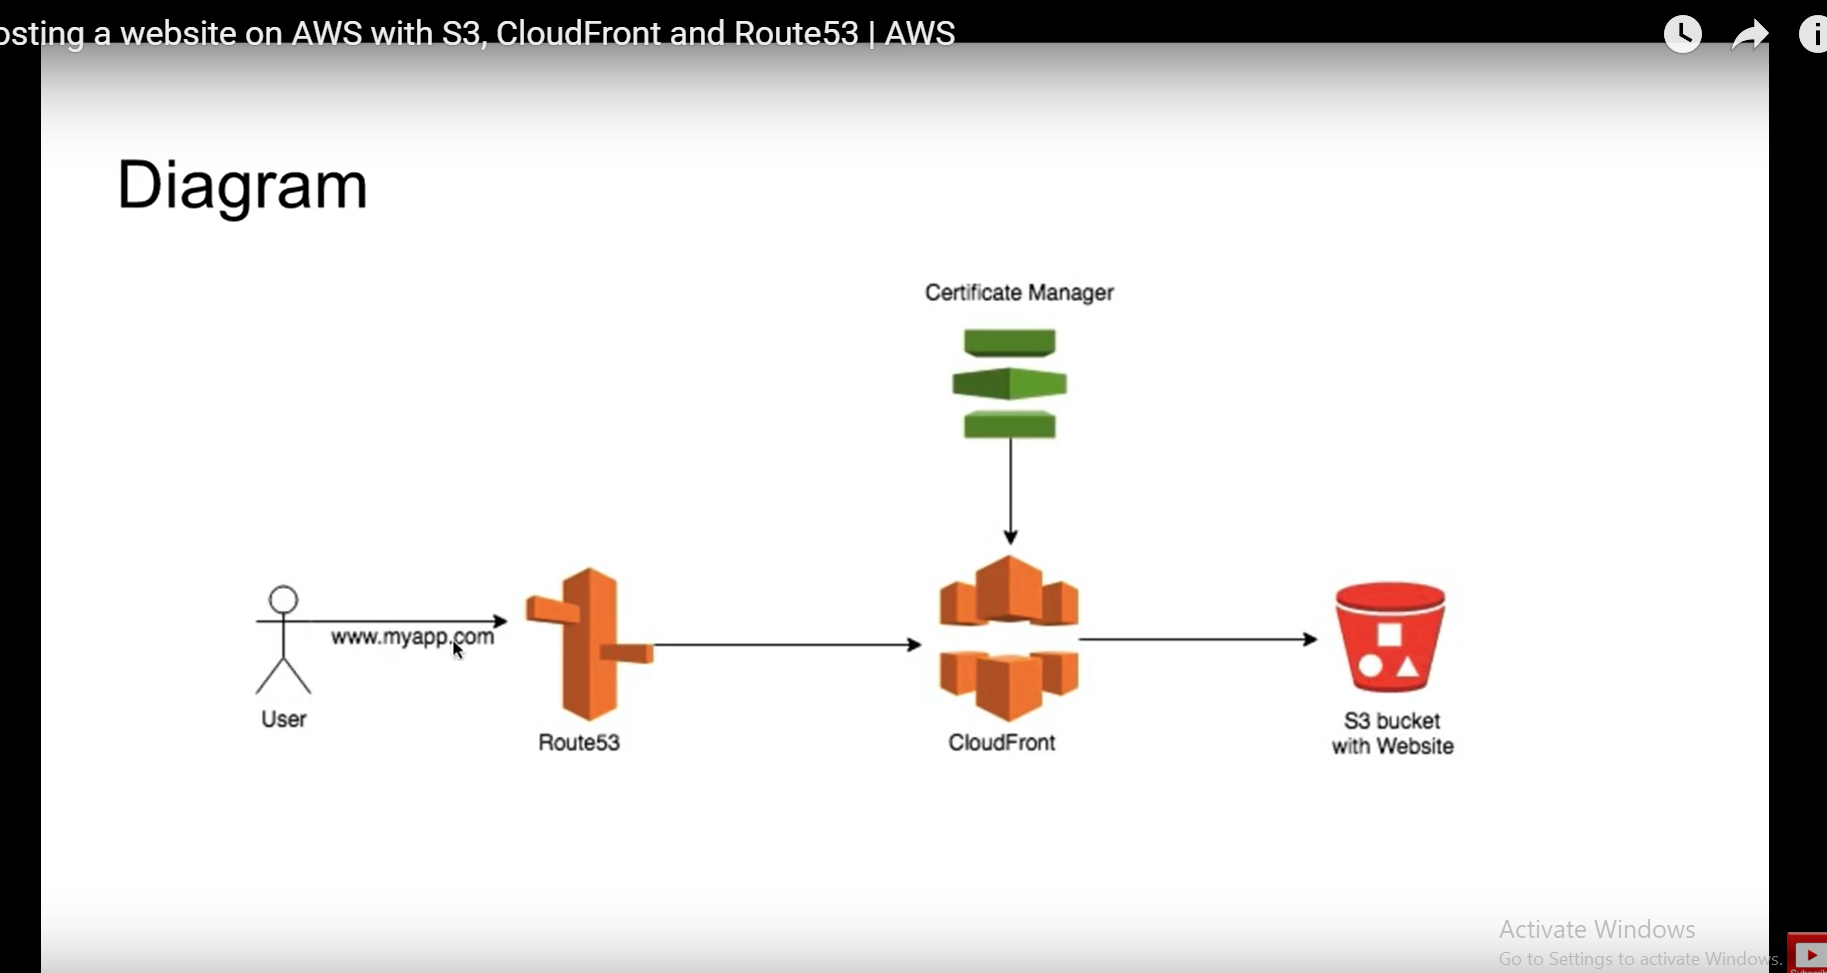 osting a website on AWS with S3, CloudFront and Route53 | AWS
Diagram
Certificate Manager
www.myapp.com
User
Route53
CloudFront
S3 bucket
with Website
Activate Windows
Go to Settings to activate Windows.